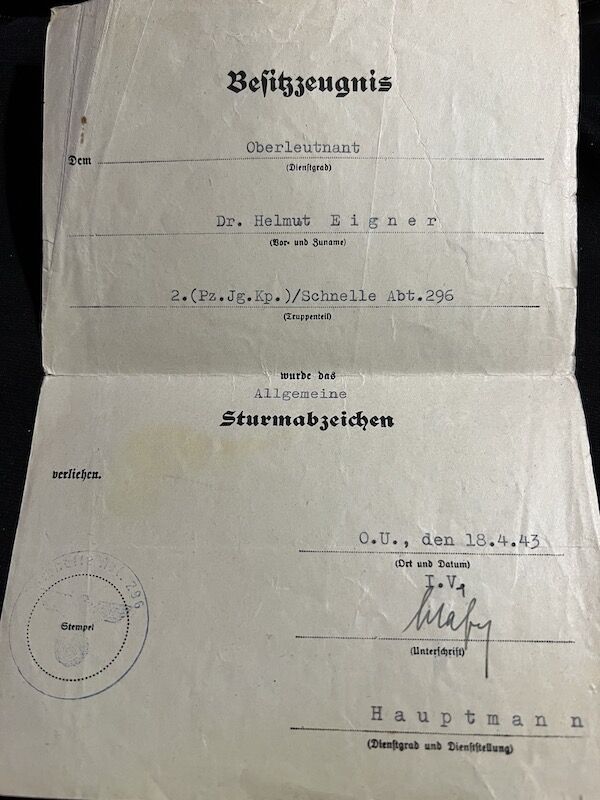 Besitzzeugnis
Dem Oberleutnant
(Dienstgrad)
Dr. Helmut Eigner
(Vor- und Zuname)
2.(Pz.Jg.Kp.)/Schnelle Abt.296
(Truppenteil)
wurde das
Allgemeine
Sturmabzeichen
verliehen.
O.U., den 18.4.43
(Ort und Datum)
I.V.
(Unterschrift)
Hauptmann
(Dienstgrad und Dienststellung)
Stempel
296